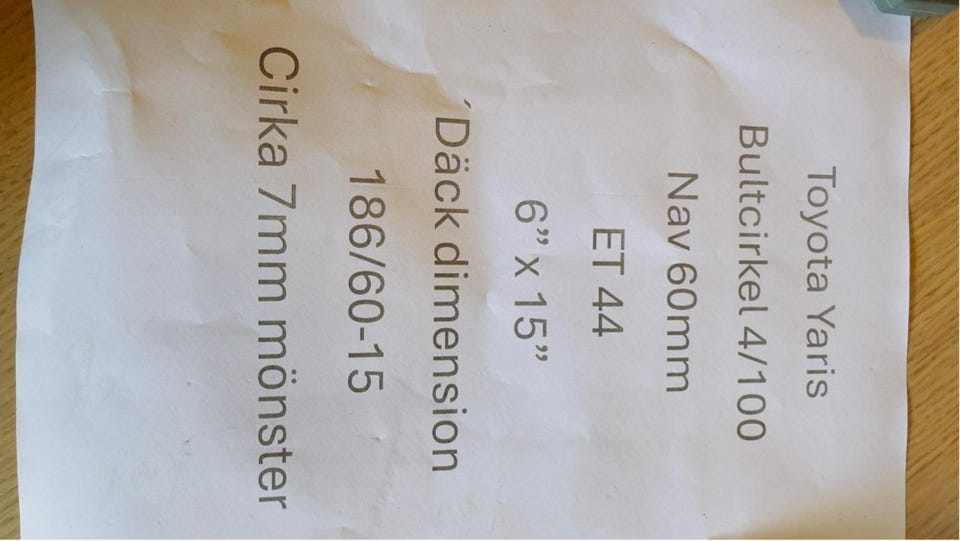 Toyota Yaris
Bultcirkel 4/100
Nav 60mm
ET 44
6” x 15”
´Däck dimension
186/60-15
Cirka 7mm mönster